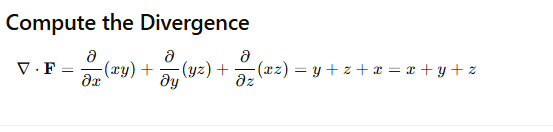 Compute the Divergence
∇ · F = ∂/∂x (xy) + ∂/∂y (yz) + ∂/∂z (xz) = y + z + x = x + y + z